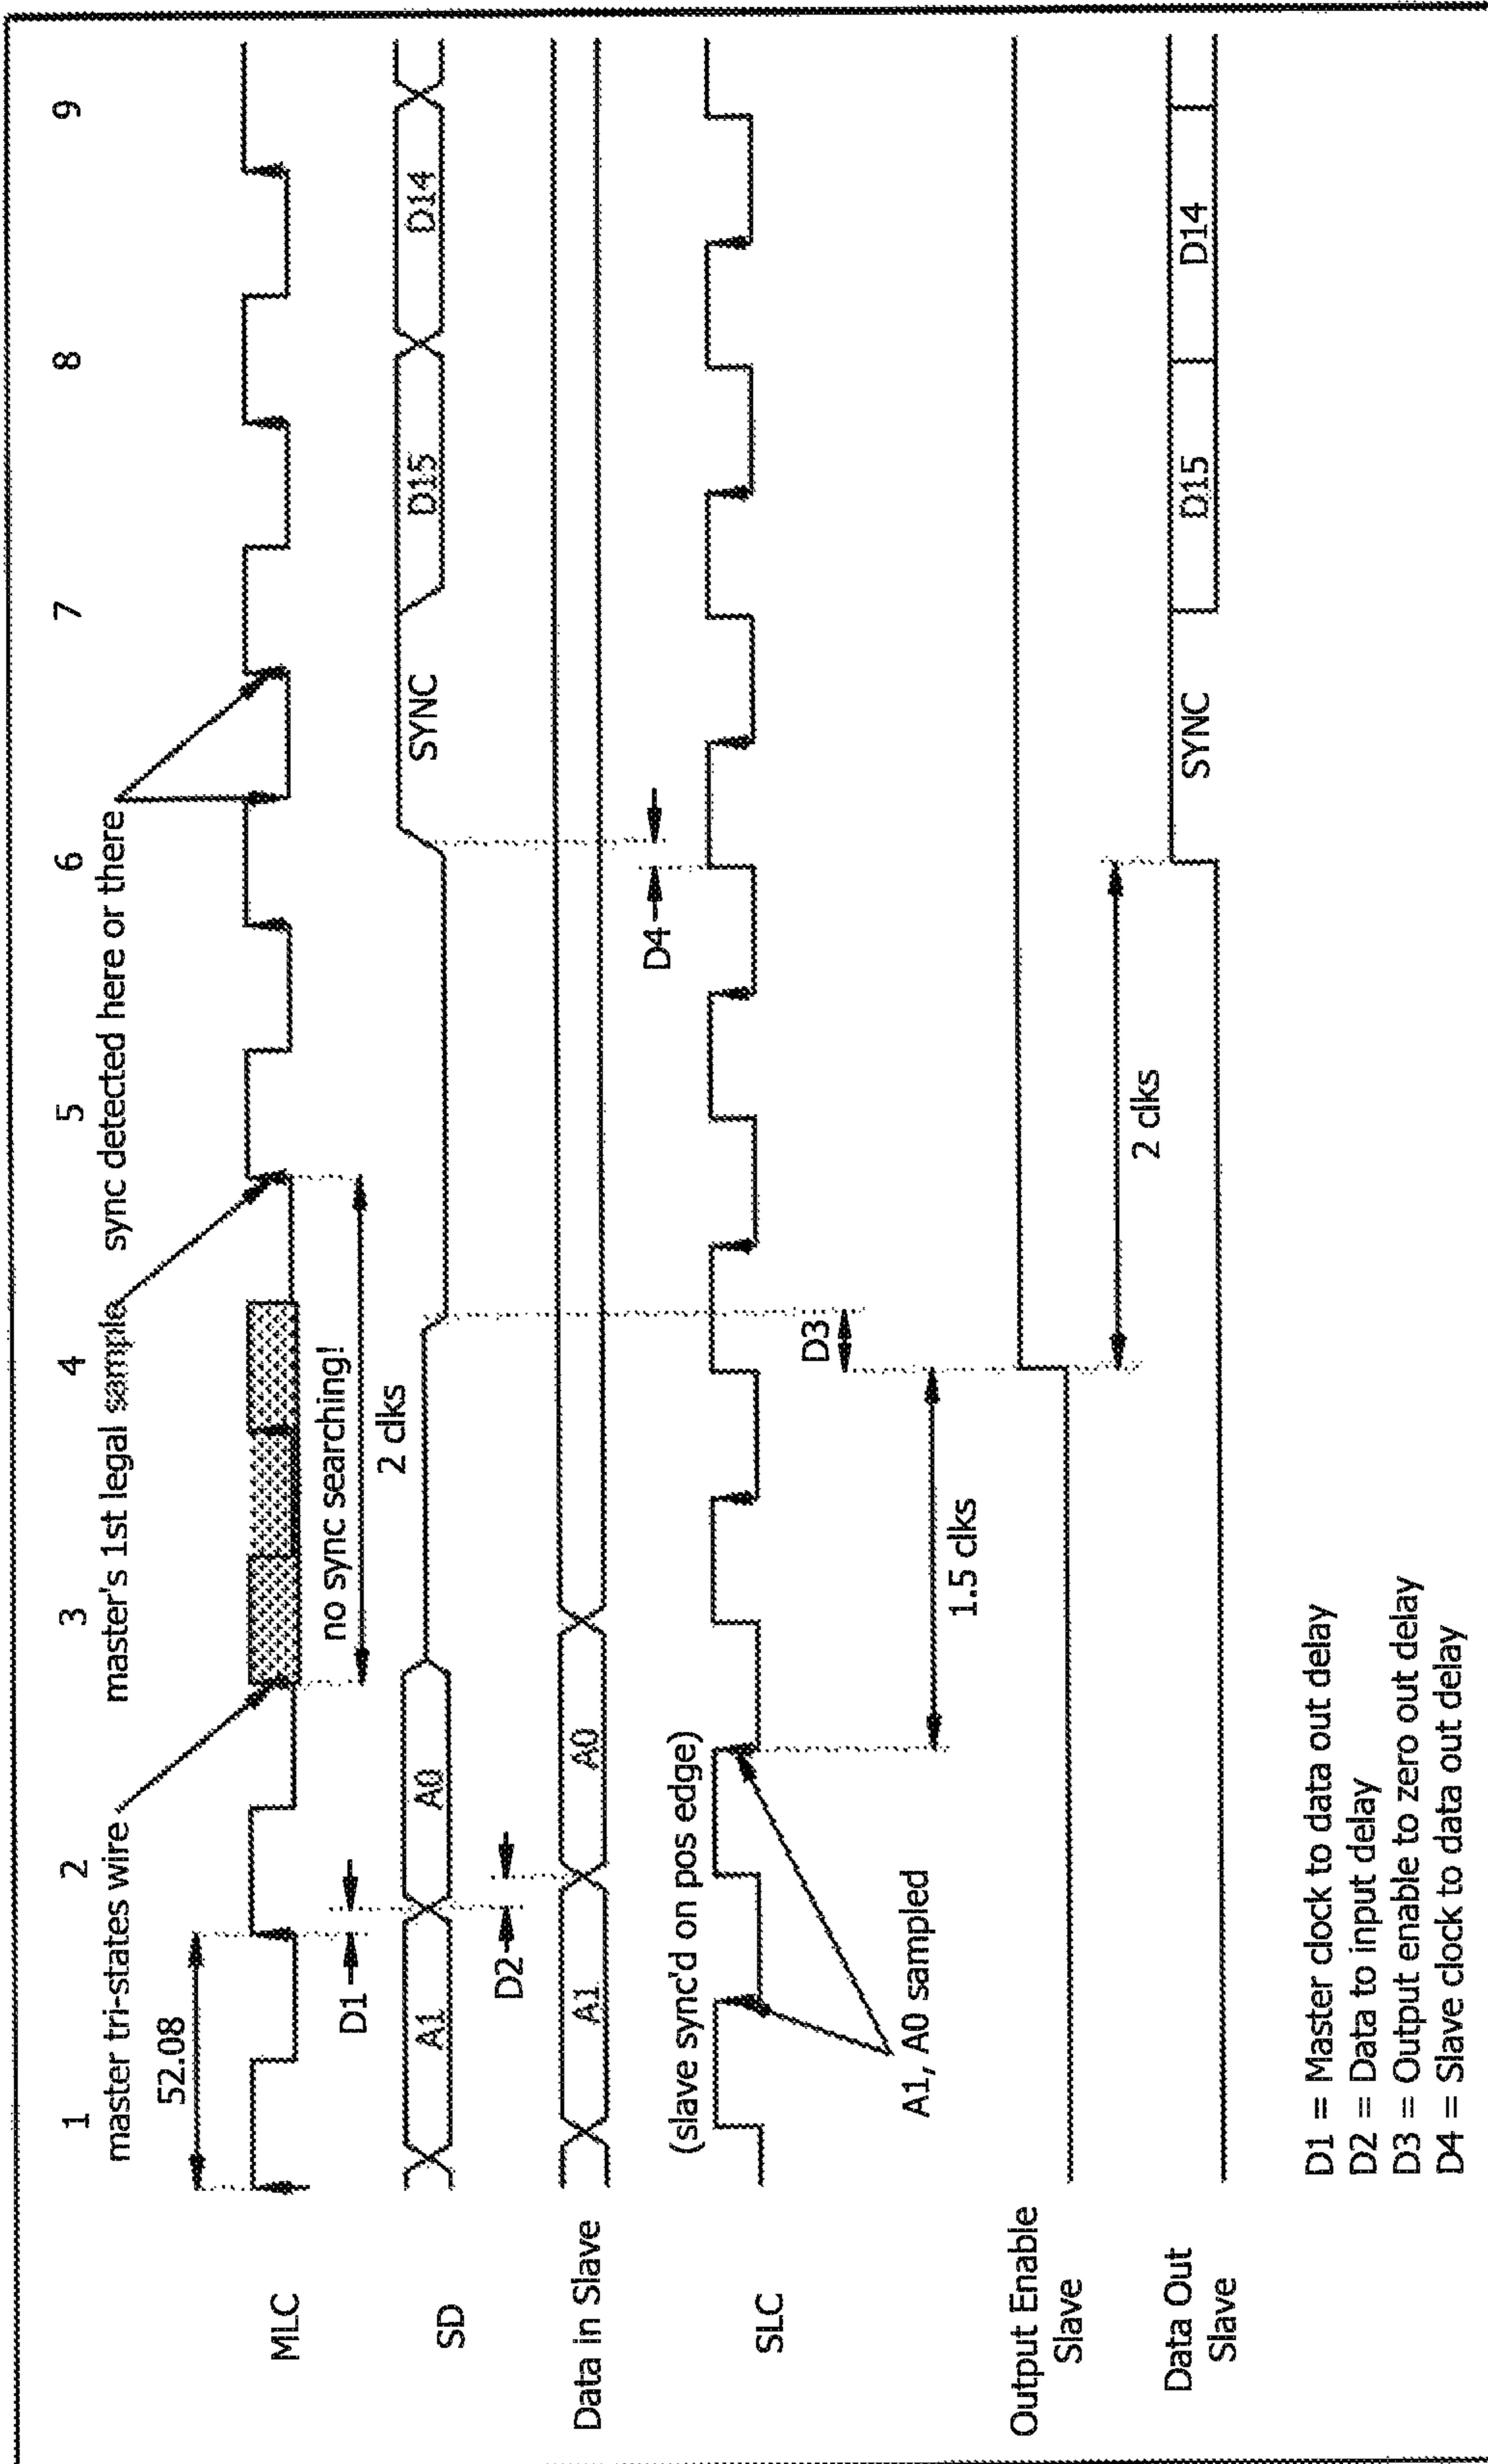 1 2 3 4 5 6 7 8 9
master tri-states wire
master's 1st legal sample
sync detected here or there
52.08
MLC
no sync searching!
2 clks
D1
SD
A1
A0
SYNC
D15
D14
D2
Data in Slave
A1
A0
D4
(slave sync'd on pos edge)
SLC
D3
A1, A0 sampled
1.5 clks
Output Enable
Slave
2 clks
Data Out
Slave
SYNC
D15
D14
D1 = Master clock to data out delay
D2 = Data to input delay
D3 = Output enable to zero out delay
D4 = Slave clock to data out delay